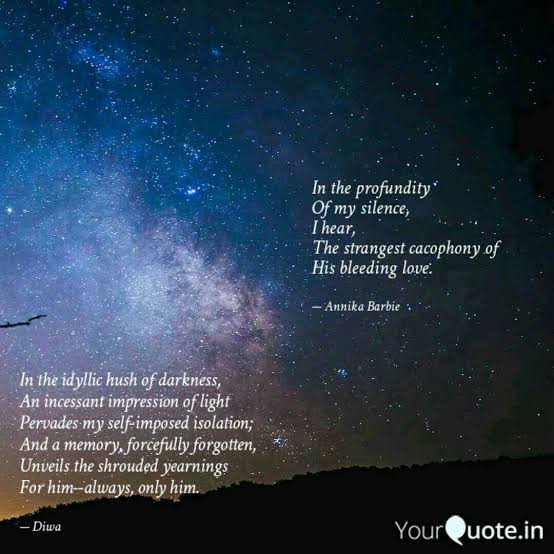 In the profundity
Of my silence,
I hear,
The strangest cacophony of
His bleeding love.
— Annika Barbie
In the idyllic hush of darkness,
An incessant impression of light
Pervades my self-imposed isolation;
And a memory, forcefully forgotten,
Unveils the shrouded yearnings
For him--always, only him.
— Diwa
YourQuote.in